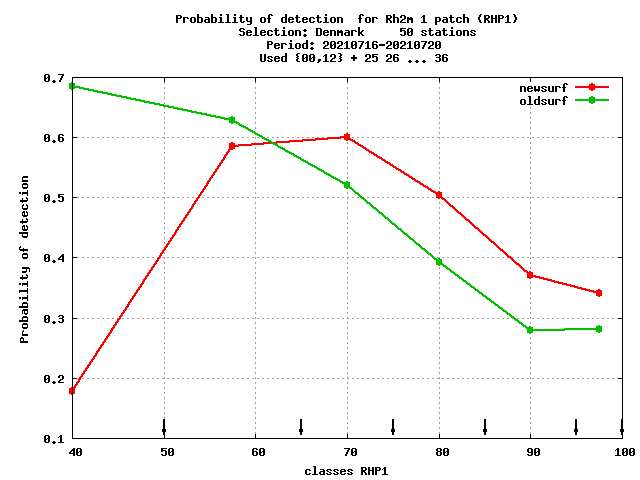 Probability of detection  for Rh2m 1 patch (RHP1)
Selection: Denmark     50 stations
Period: 20210716-20210720
Used {00,12} + 25 26 ... 36
newsurf
oldsurf
0.7
0.6
0.5
0.4
0.3
0.2
0.1
Probability of detection
40 50 60 70 80 90 100
classes RHP1